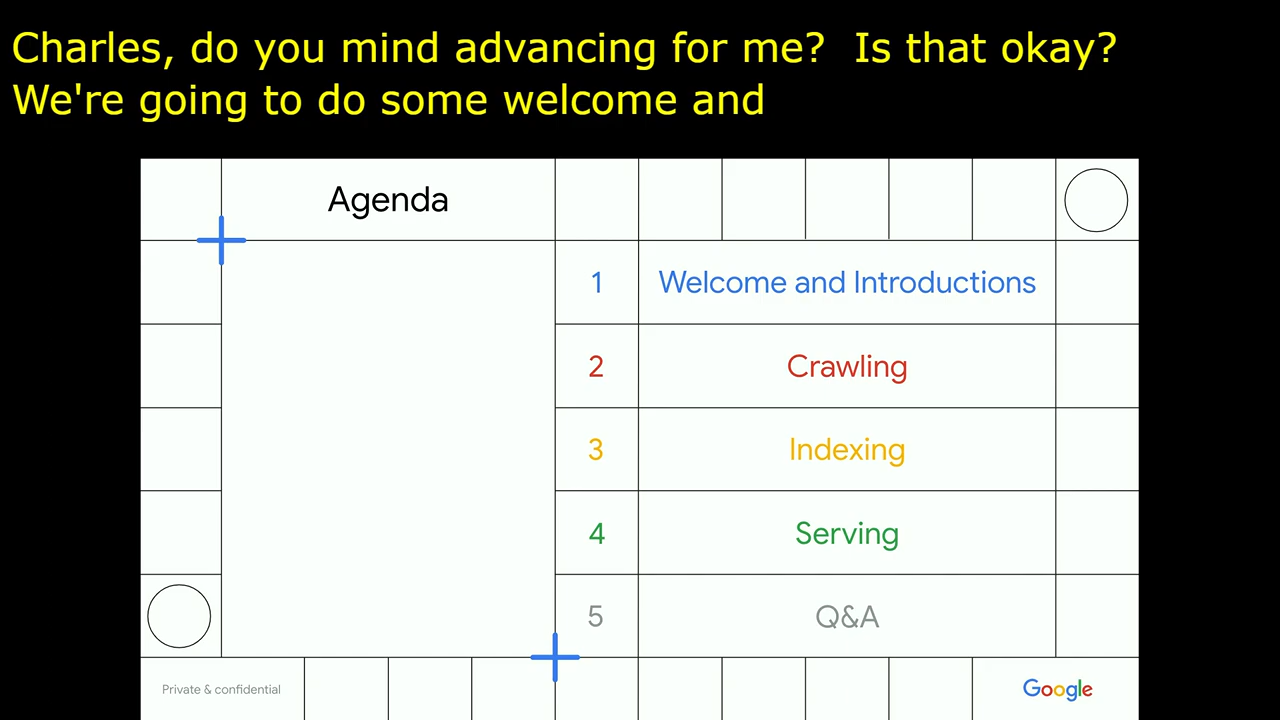 Charles, do you mind advancing for me?  Is that okay?
We're going to do some welcome and
Agenda
1 Welcome and Introductions
2 Crawling
3 Indexing
4 Serving
5 Q&A
Private & confidential
Google